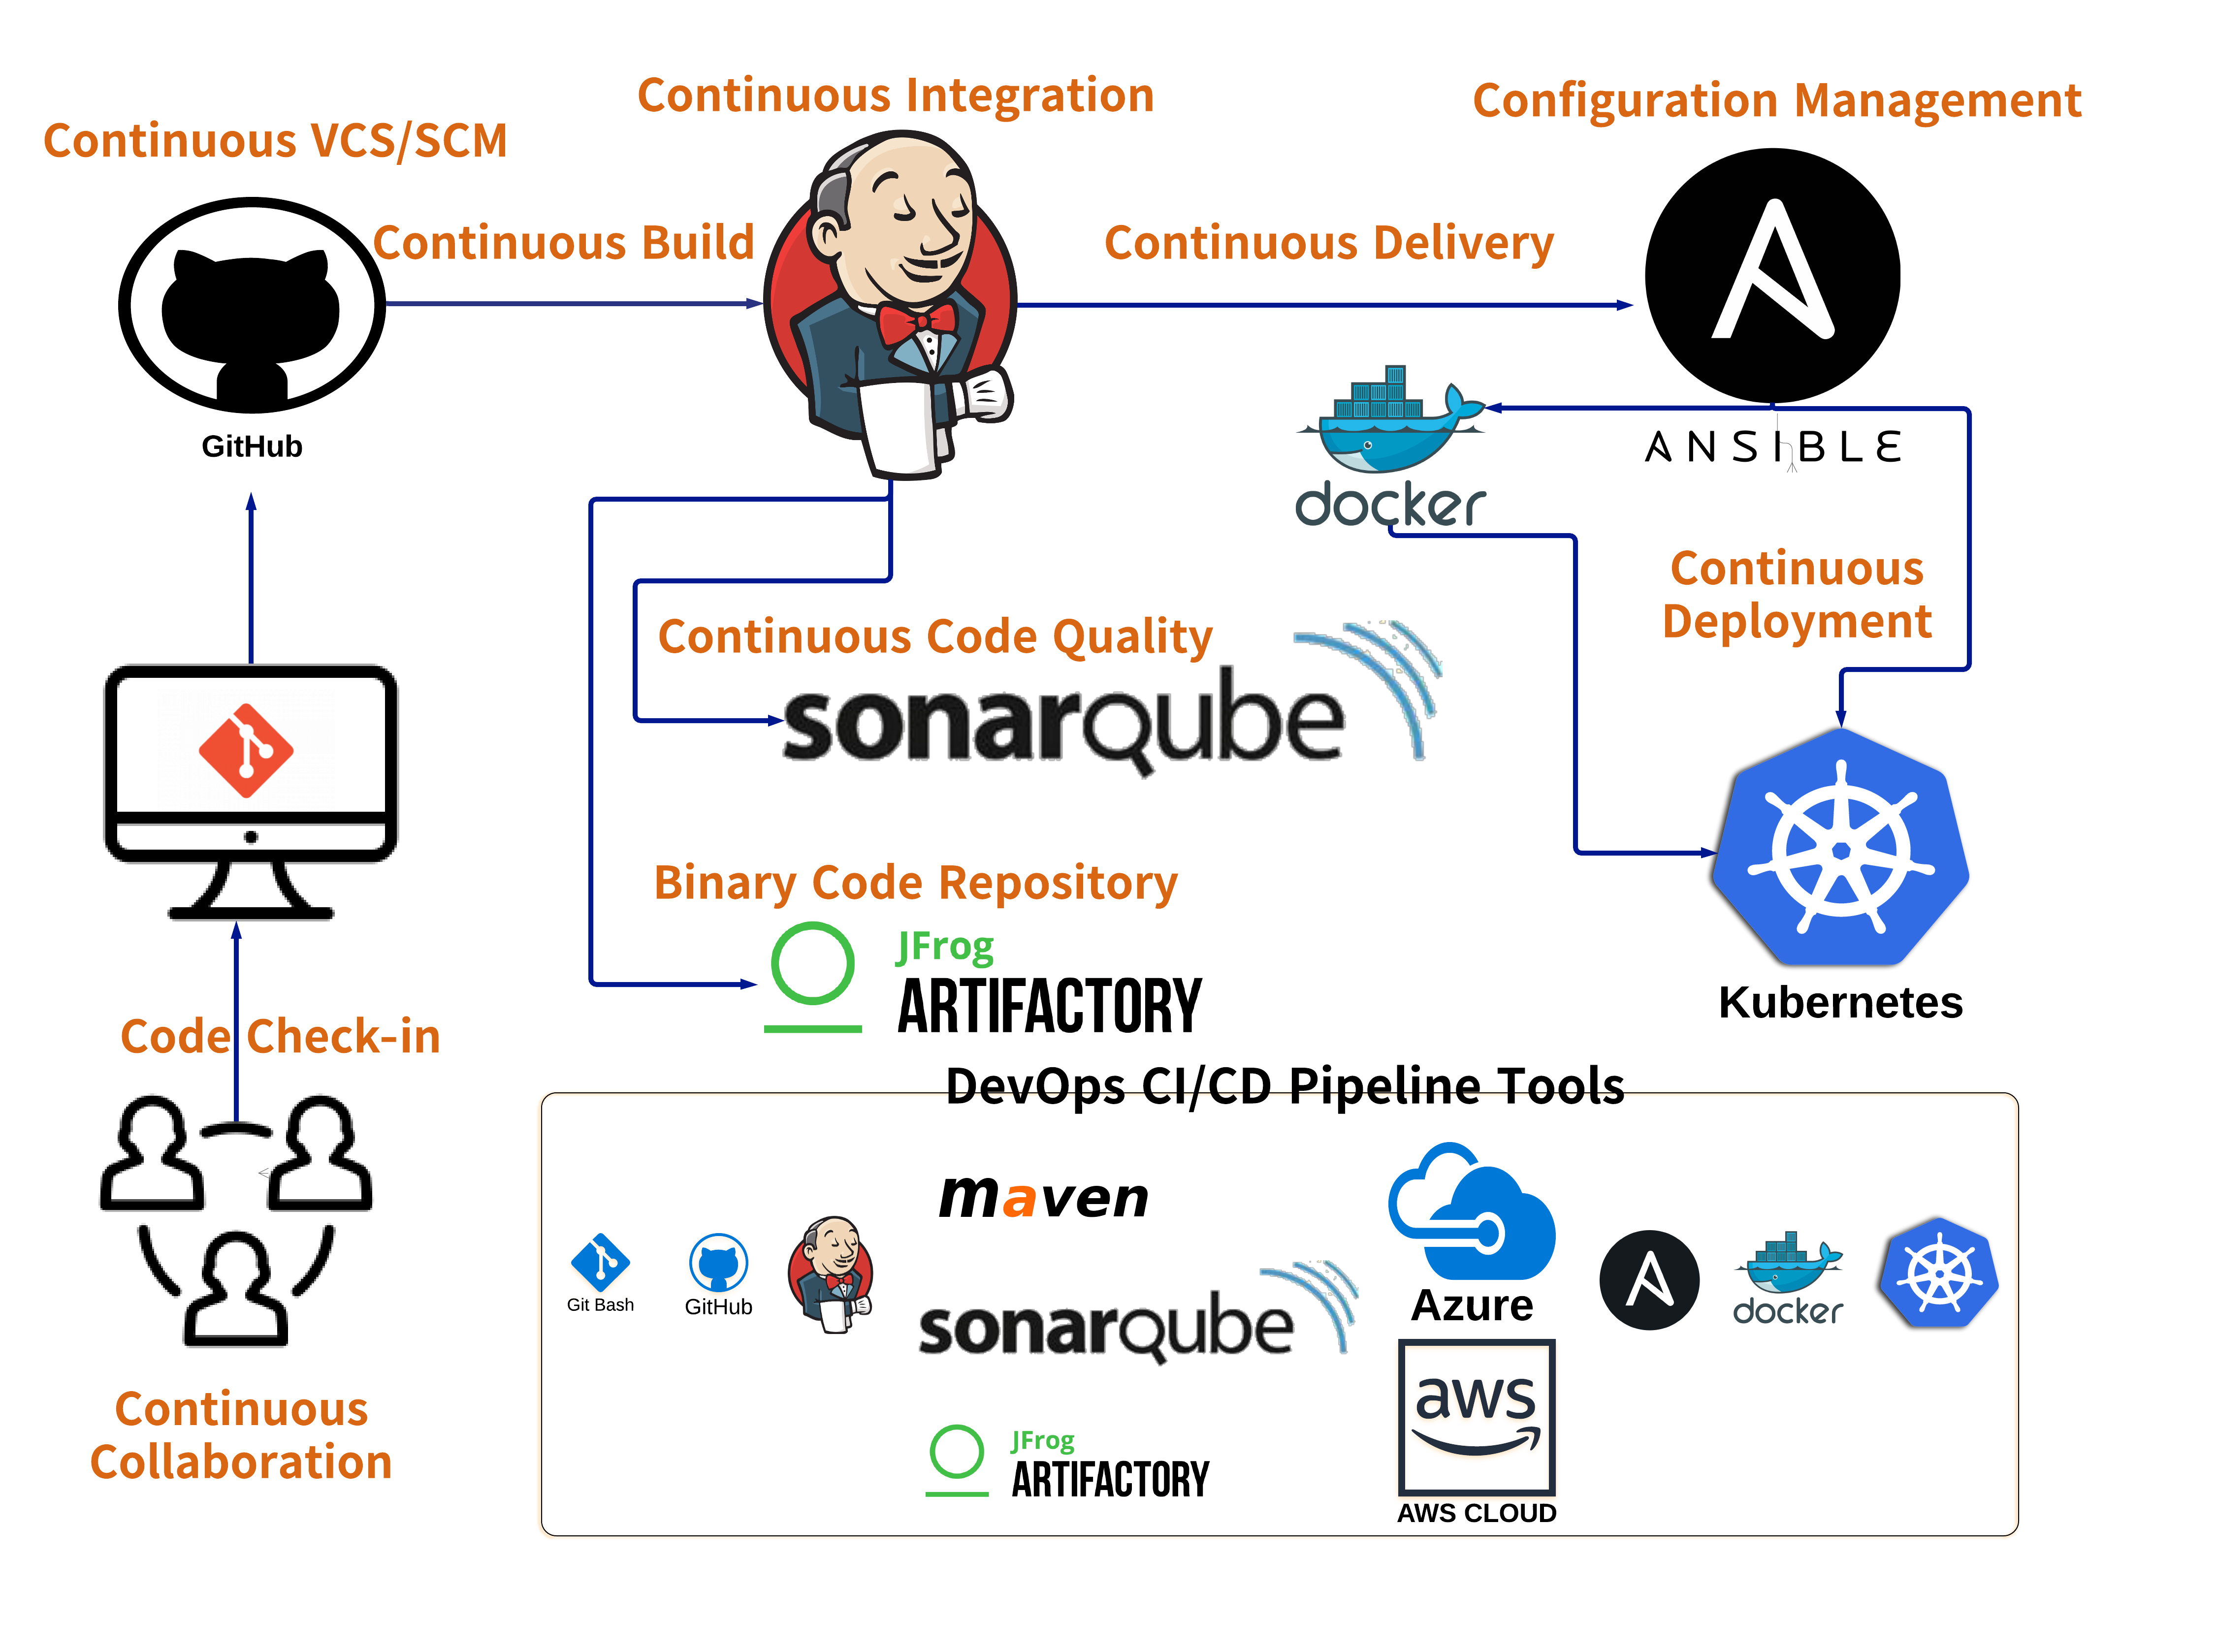 Continuous Integration
Configuration Management
Continuous VCS/SCM
Continuous Build
Continuous Delivery
GitHub
ANSIBLE
docker
Continuous
Deployment
Continuous Code Quality
sonarqube
Binary Code Repository
JFrog
ARTIFACTORY
Kubernetes
Code Check-in
Continuous
Collaboration
DevOps CI/CD Pipeline Tools
maven
Git Bash
GitHub
sonarqube
Azure
docker
aws
JFrog
ARTIFACTORY
AWS CLOUD